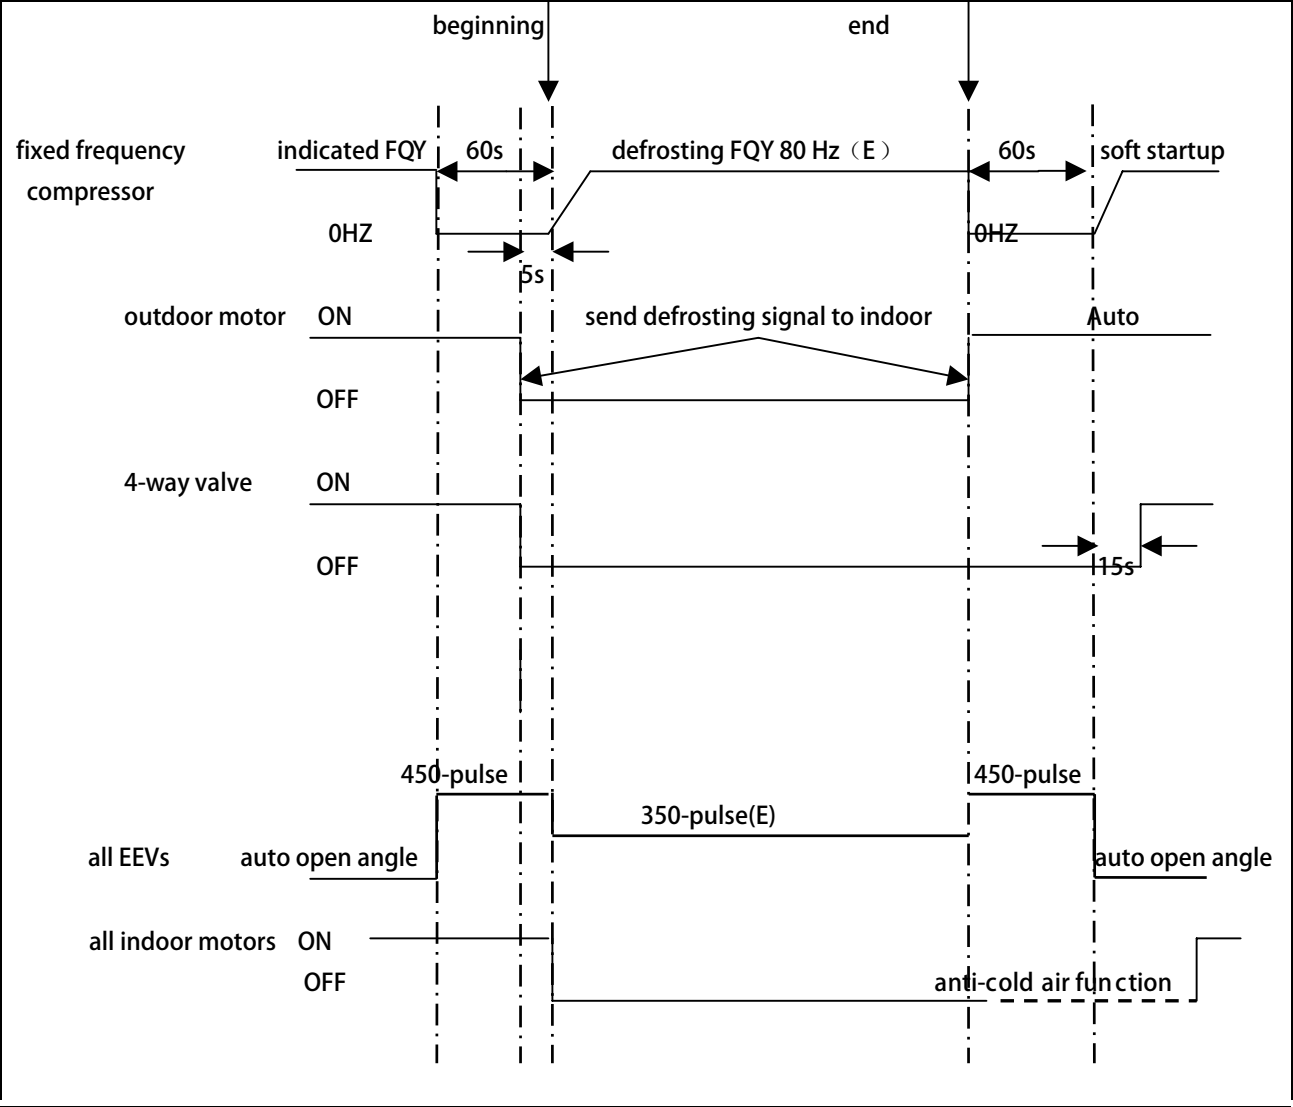 beginning end
fixed frequency indicated FQY 60s defrosting FQY 80 Hz（E） 60s soft startup
compressor
0HZ 0HZ
5s
outdoor motor ON send defrosting signal to indoor Auto
OFF
4-way valve ON
OFF 15s
450-pulse 450-pulse
350-pulse(E)
all EEVs auto open angle auto open angle
all indoor motors ON
OFF anti-cold air function